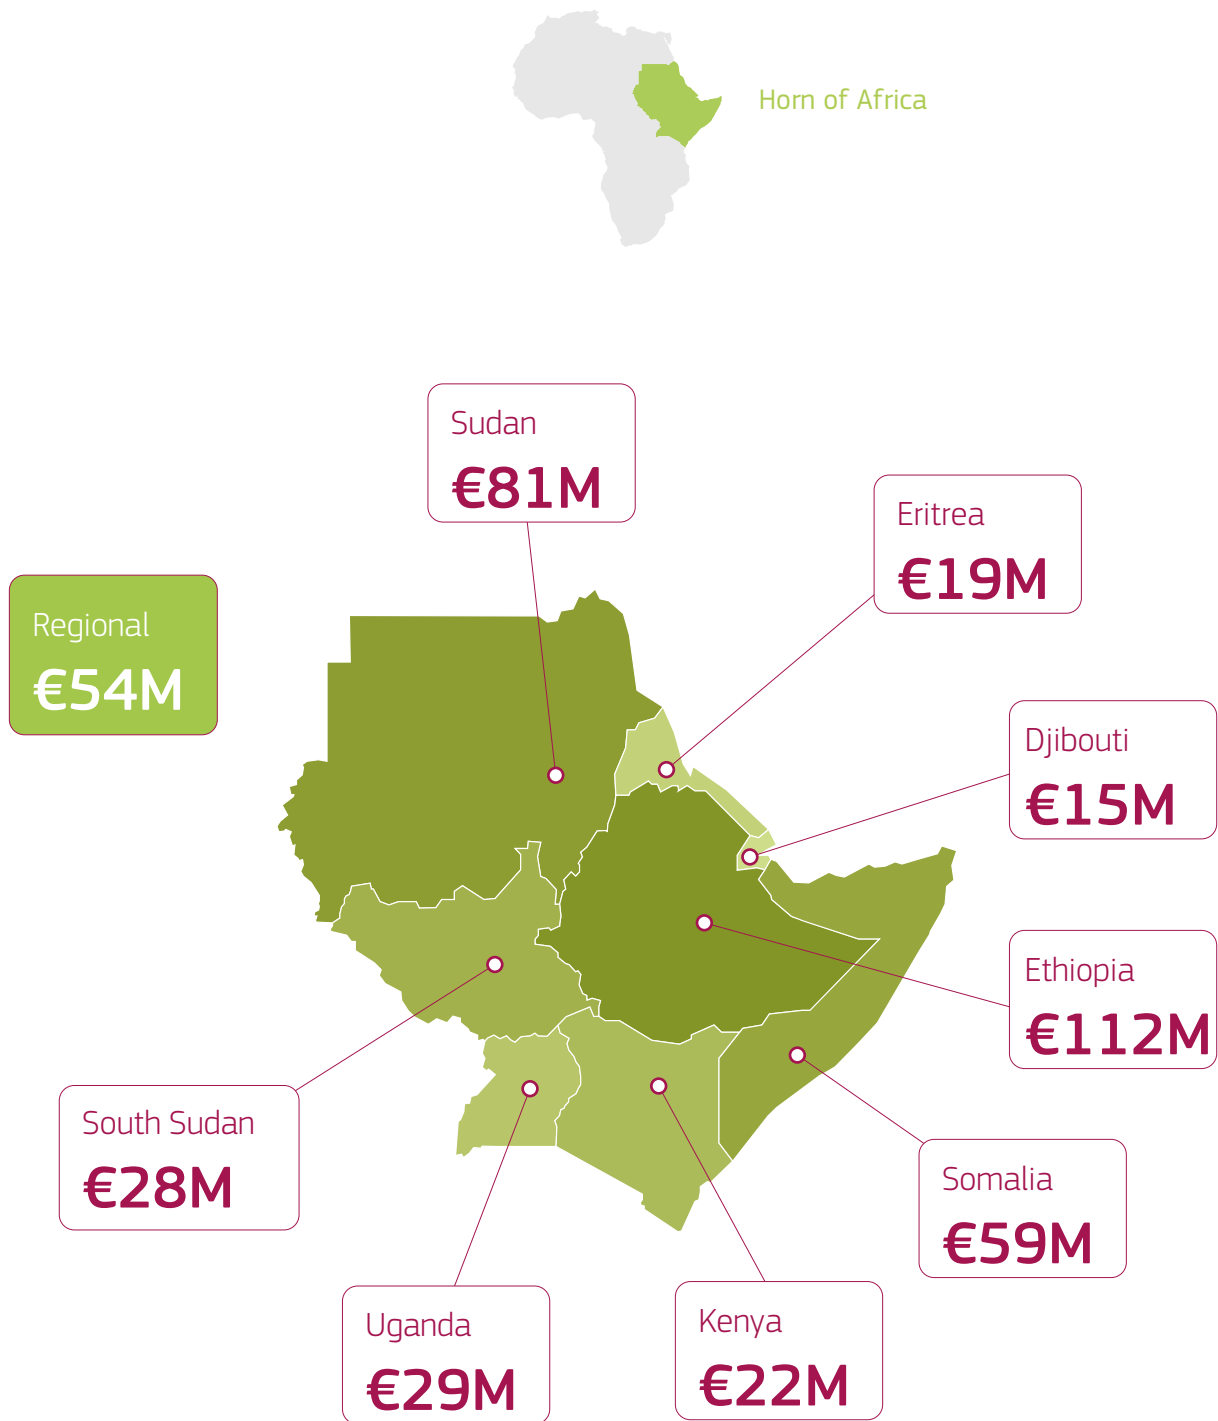 Horn of Africa
Sudan
€81M
Eritrea
€19M
Regional
€54M
Djibouti
€15M
Ethiopia
€112M
South Sudan
€28M
Somalia
€59M
Uganda
€29M
Kenya
€22M